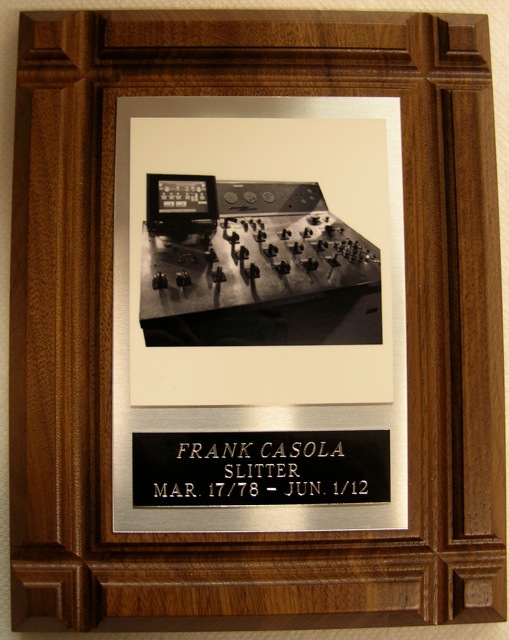 FRANK CASOLA
SLITTER
MAR. 17/78 - JUN. 1/12